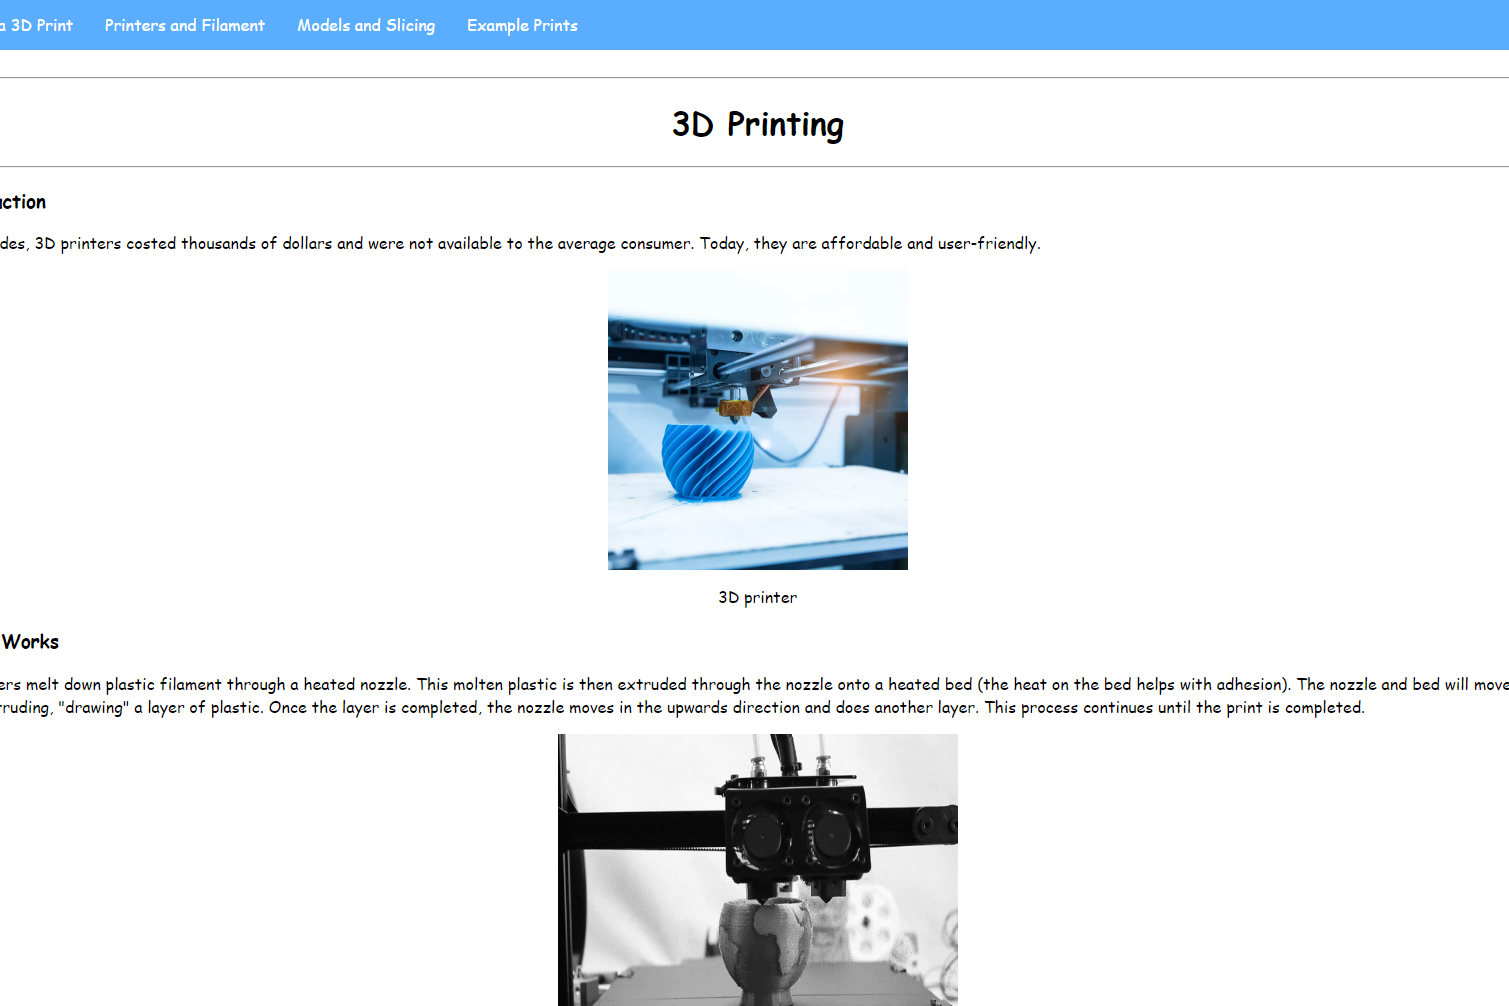 a 3D Print Printers and Filament Models and Slicing Example Prints
3D Printing
ction
des, 3D printers costed thousands of dollars and were not available to the average consumer. Today, they are affordable and user-friendly.
3D printer
Works
ers melt down plastic filament through a heated nozzle. This molten plastic is then extruded through the nozzle onto a heated bed (the heat on the bed helps with adhesion). The nozzle and bed will move
truding, "drawing" a layer of plastic. Once the layer is completed, the nozzle moves in the upwards direction and does another layer. This process continues until the print is completed.